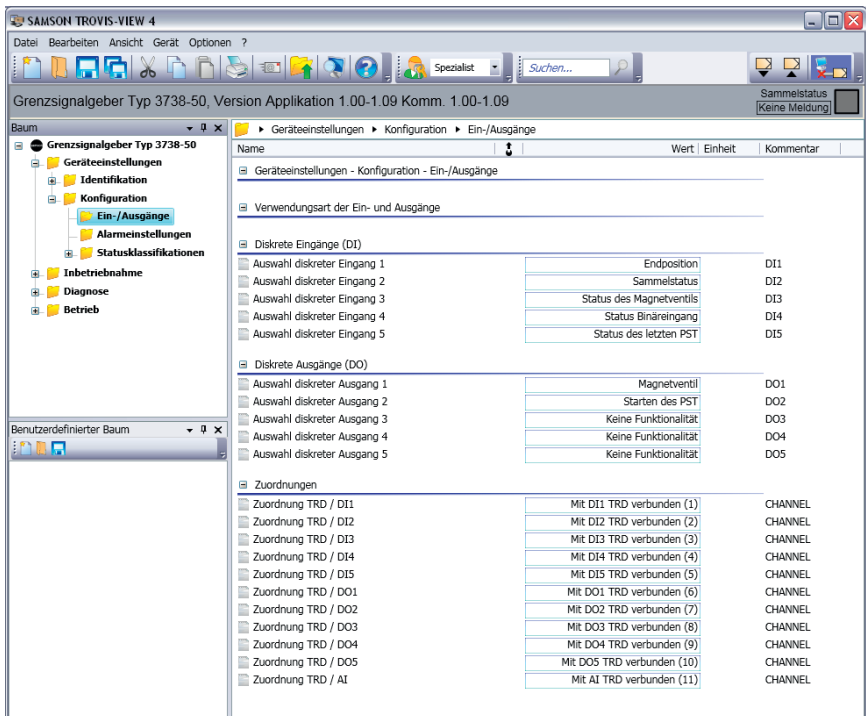 SAMSON TROVIS-VIEW 4
Datei Bearbeiten Ansicht Gerät Optionen ?
Spezialist Suchen...
Grenzsignalgeber Typ 3738-50, Version Applikation 1.00-1.09 Komm. 1.00-1.09
Sammelstatus
Keine Meldung
Baum
Grenzsignalgeber Typ 3738-50
Geräteeinstellungen
Identifikation
Konfiguration
Ein-/Ausgänge
Alarmeinstellungen
Statusklassifikationen
Inbetriebnahme
Diagnose
Betrieb
Benutzerdefinierter Baum
Geräteeinstellungen Konfiguration Ein-/Ausgänge
Name Wert Einheit Kommentar
Geräteeinstellungen - Konfiguration - Ein-/Ausgänge
Verwendungsart der Ein- und Ausgänge
Diskrete Eingänge (DI)
Auswahl diskreter Eingang 1 Endposition DI1
Auswahl diskreter Eingang 2 Sammelstatus DI2
Auswahl diskreter Eingang 3 Status des Magnetventils DI3
Auswahl diskreter Eingang 4 Status Binäreingang DI4
Auswahl diskreter Eingang 5 Status des letzten PST DI5
Diskrete Ausgänge (DO)
Auswahl diskreter Ausgang 1 Magnetventil DO1
Auswahl diskreter Ausgang 2 Starten des PST DO2
Auswahl diskreter Ausgang 3 Keine Funktionalität DO3
Auswahl diskreter Ausgang 4 Keine Funktionalität DO4
Auswahl diskreter Ausgang 5 Keine Funktionalität DO5
Zuordnungen
Zuordnung TRD / DI1 Mit DI1 TRD verbunden (1) CHANNEL
Zuordnung TRD / DI2 Mit DI2 TRD verbunden (2) CHANNEL
Zuordnung TRD / DI3 Mit DI3 TRD verbunden (3) CHANNEL
Zuordnung TRD / DI4 Mit DI4 TRD verbunden (4) CHANNEL
Zuordnung TRD / DI5 Mit DI5 TRD verbunden (5) CHANNEL
Zuordnung TRD / DO1 Mit DO1 TRD verbunden (6) CHANNEL
Zuordnung TRD / DO2 Mit DO2 TRD verbunden (7) CHANNEL
Zuordnung TRD / DO3 Mit DO3 TRD verbunden (8) CHANNEL
Zuordnung TRD / DO4 Mit DO4 TRD verbunden (9) CHANNEL
Zuordnung TRD / DO5 Mit DO5 TRD verbunden (10) CHANNEL
Zuordnung TRD / AI Mit AI TRD verbunden (11) CHANNEL